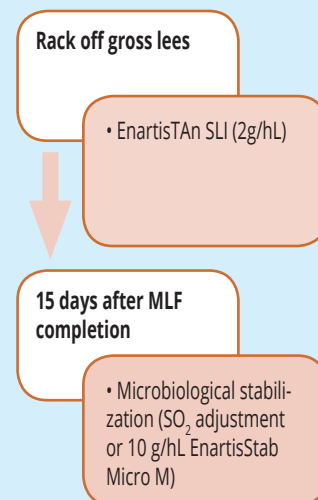 Rack off gross lees
• EnartisTAn SLI (2g/hL)
15 days after MLF
completion
• Microbiological stabili-
zation (SO₂ adjustment
or 10 g/hL EnartisStab
Micro M)